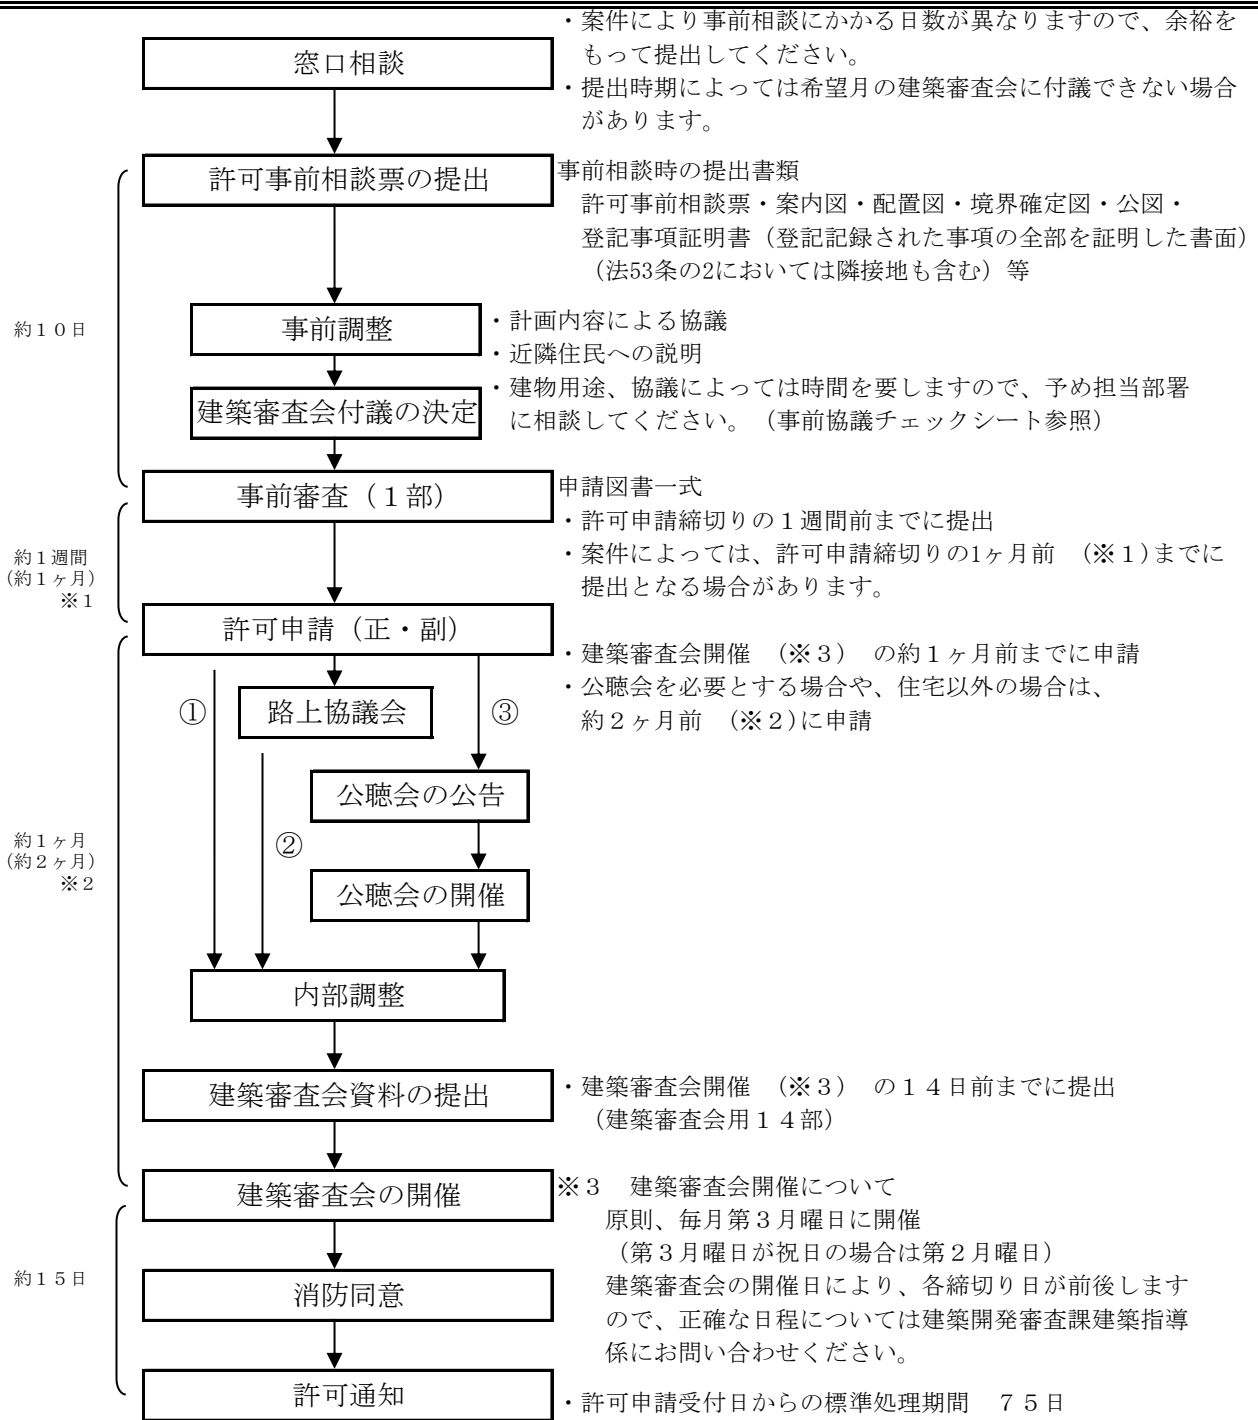 ・案件により事前相談にかかる日数が異なりますので、余裕を
もって提出してください。
・提出時期によっては希望月の建築審査会に付議できない場合
があります。
窓口相談
許可事前相談票の提出
事前相談時の提出書類
許可事前相談票・案内図・配置図・境界確定図・公図・
登記事項証明書（登記記録された事項の全部を証明した書面）
（法53条の2においては隣接地も含む）等
約１０日
事前調整
・計画内容による協議
・近隣住民への説明
・建物用途、協議によっては時間を要しますので、予め担当部署
に相談してください。（事前協議チェックシート参照）
建築審査会付議の決定
事前審査（１部）
申請図書一式
・許可申請締切りの１週間前までに提出
・案件によっては、許可申請締切りの1ヶ月前　(※１)までに
提出となる場合があります。
約１週間
(約１ヶ月)
※１
許可申請（正・副）
・建築審査会開催　（※３）　の約１ヶ月前までに申請
・公聴会を必要とする場合や、住宅以外の場合は、
約２ヶ月前　(※２)に申請
①
路上協議会
③
公聴会の公告
②
公聴会の開催
約１ヶ月
(約２ヶ月)
※２
内部調整
建築審査会資料の提出
・建築審査会開催　（※３）　の１４日前までに提出
（建築審査会用１４部）
建築審査会の開催
※３　建築審査会開催について
原則、毎月第３月曜日に開催
（第３月曜日が祝日の場合は第２月曜日）
建築審査会の開催日により、各締切り日が前後します
ので、正確な日程については建築開発審査課建築指導
係にお問い合わせください。
約１５日
消防同意
許可通知
・許可申請受付日からの標準処理期間　７５日